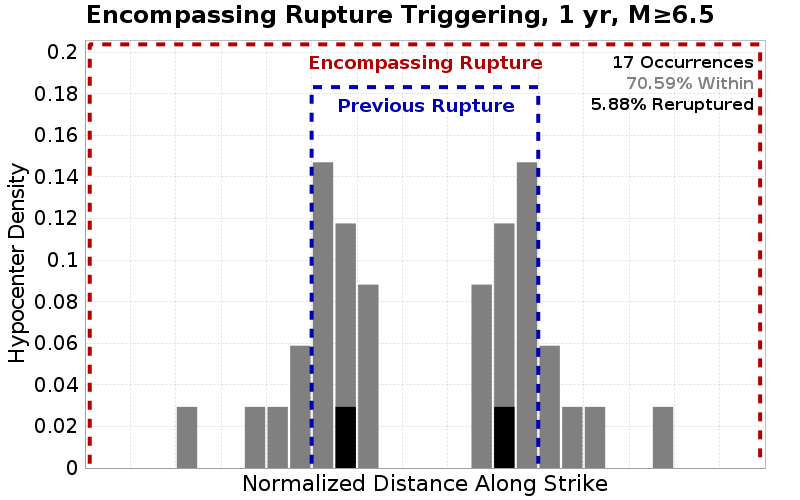 Encompassing Rupture Triggering, 1 yr, M≥6.5
0.2
0.18
0.16
0.14
0.12
0.1
0.08
0.06
0.04
0.02
0
Hypocenter Density
Encompassing Rupture
Previous Rupture
17 Occurrences
70.59% Within
5.88% Reruptured
Normalized Distance Along Strike